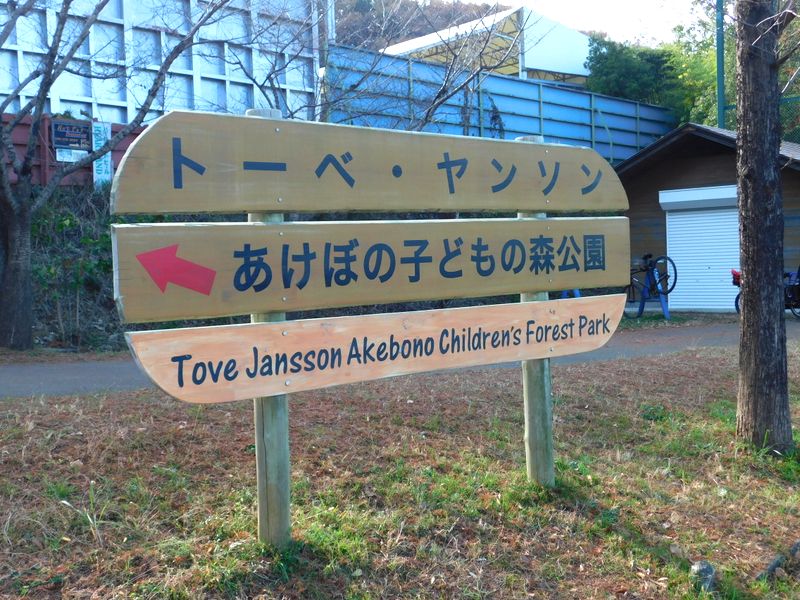 トーベ・ヤンソン
あけぼの子どもの森公園
Tove Jansson Akebono Children's Forest Park